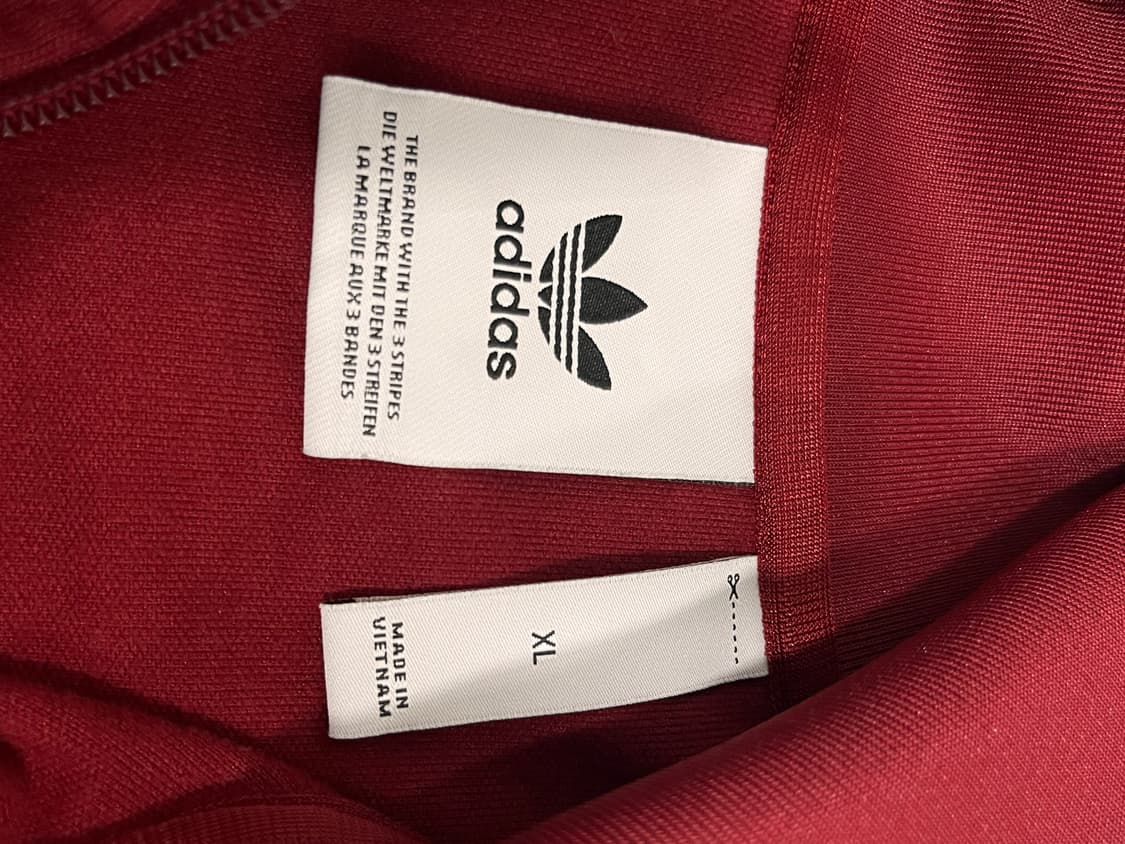 adidas
THE BRAND WITH THE 3 STRIPES
DIE WELTMARKE MIT DEN 3 STREIFEN
LA MARQUE AUX 3 BANDES
XL
MADE IN
VIETNAM